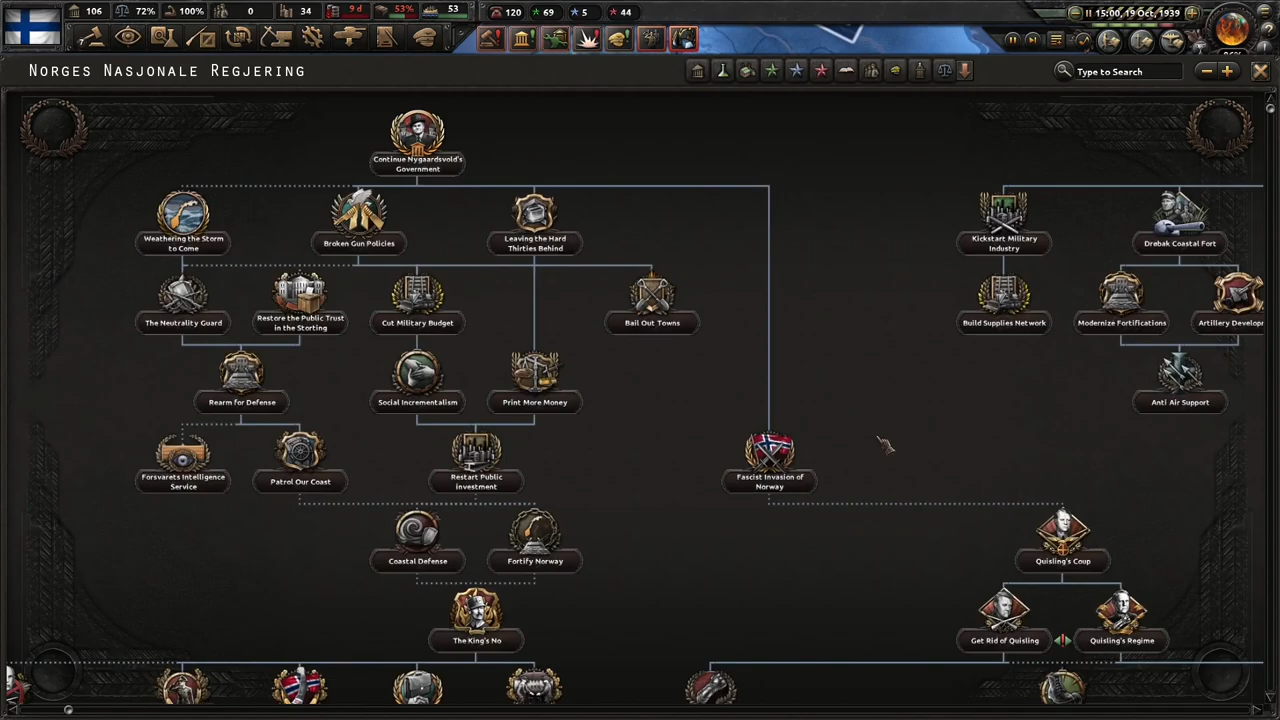 106 72% 100% 0 34 9 d 53% 53 120 69 5 44 15:00, 19 Oct, 1939
86%
Norges Nasjonale Regjering
Type to Search
Continue Nygaardsvold's
Government
Weathering the Storm
to Come
Broken Gun Policies
Leaving the Hard
Thirties Behind
Kickstart Military
Industry
Drøbak Coastal Fort
The Neutrality Guard
Restore the Public Trust
in the Storting
Cut Military Budget
Bail Out Towns
Build Supplies Network
Modernize Fortifications
Artillery Develop
Rearm for Defense
Social Incrementalism
Print More Money
Anti Air Support
Forsvarets Intelligence
Service
Patrol Our Coast
Restart Public
Investment
Fascist Invasion of
Norway
Coastal Defense
Fortify Norway
Quisling's Coup
The King's No
Get Rid of Quisling
Quisling's Regime